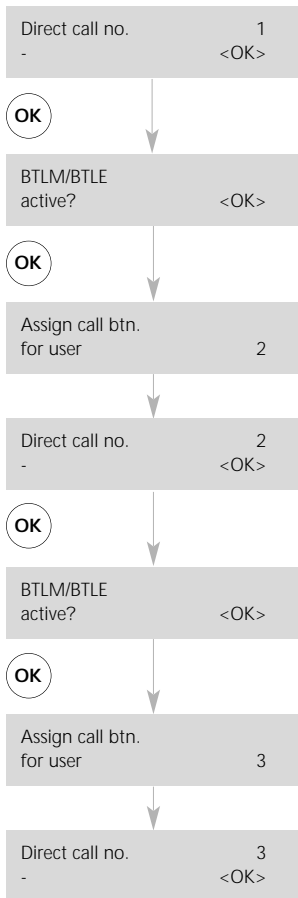 Direct call no. 1
- <OK>
OK
BTLM/BTLE
active? <OK>
OK
Assign call btn.
for user 2
Direct call no. 2
- <OK>
OK
BTLM/BTLE
active? <OK>
OK
Assign call btn.
for user 3
Direct call no. 3
- <OK>